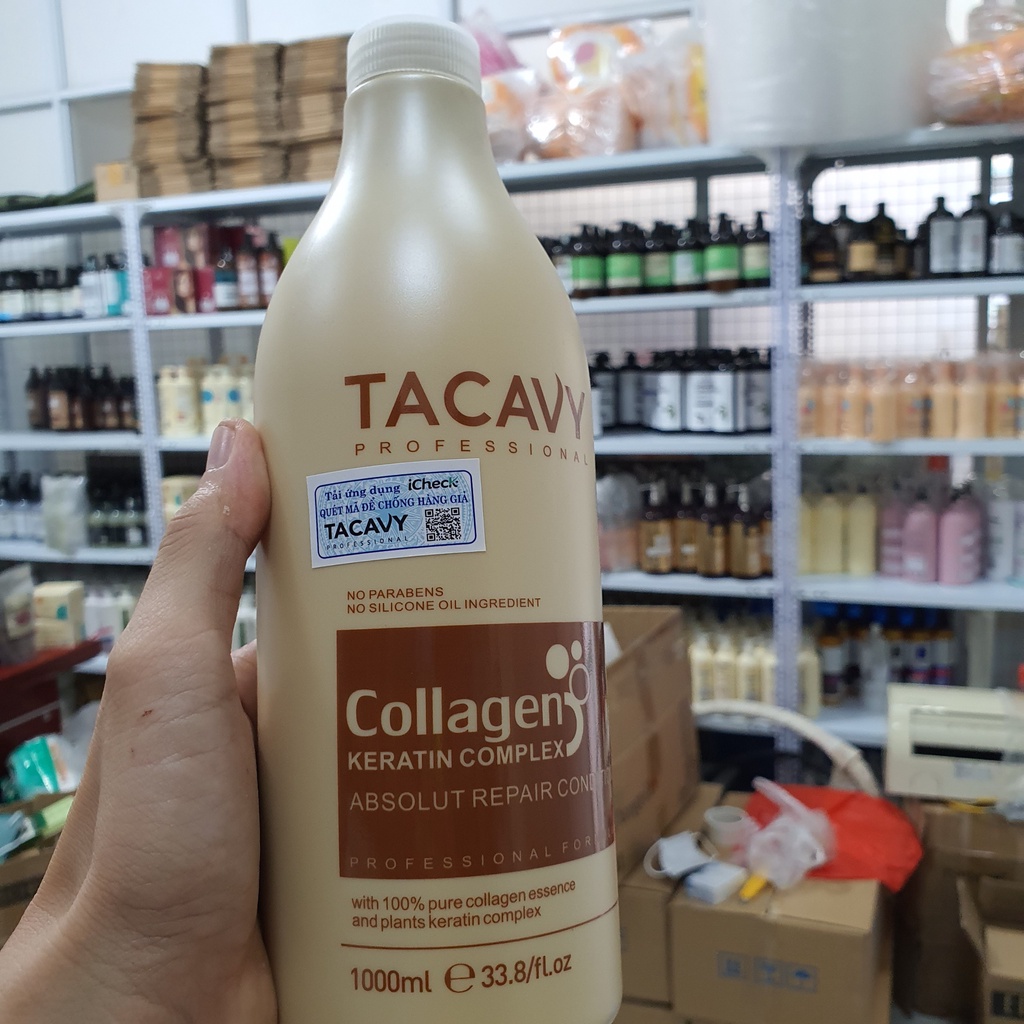 TACAVY
PROFESSIONAL
Tải ứng dụng iCheck
QUÉT MÃ ĐỂ CHỐNG HÀNG GIẢ
TACAVY
PROFESSIONAL
NO PARABENS
NO SILICONE OIL INGREDIENT
Collagen
KERATIN COMPLEX
ABSOLUT REPAIR
PROFESSIONAL FOR
with 100% pure collagen essence
and plants keratin complex
1000ml e 33.8/fl.oz